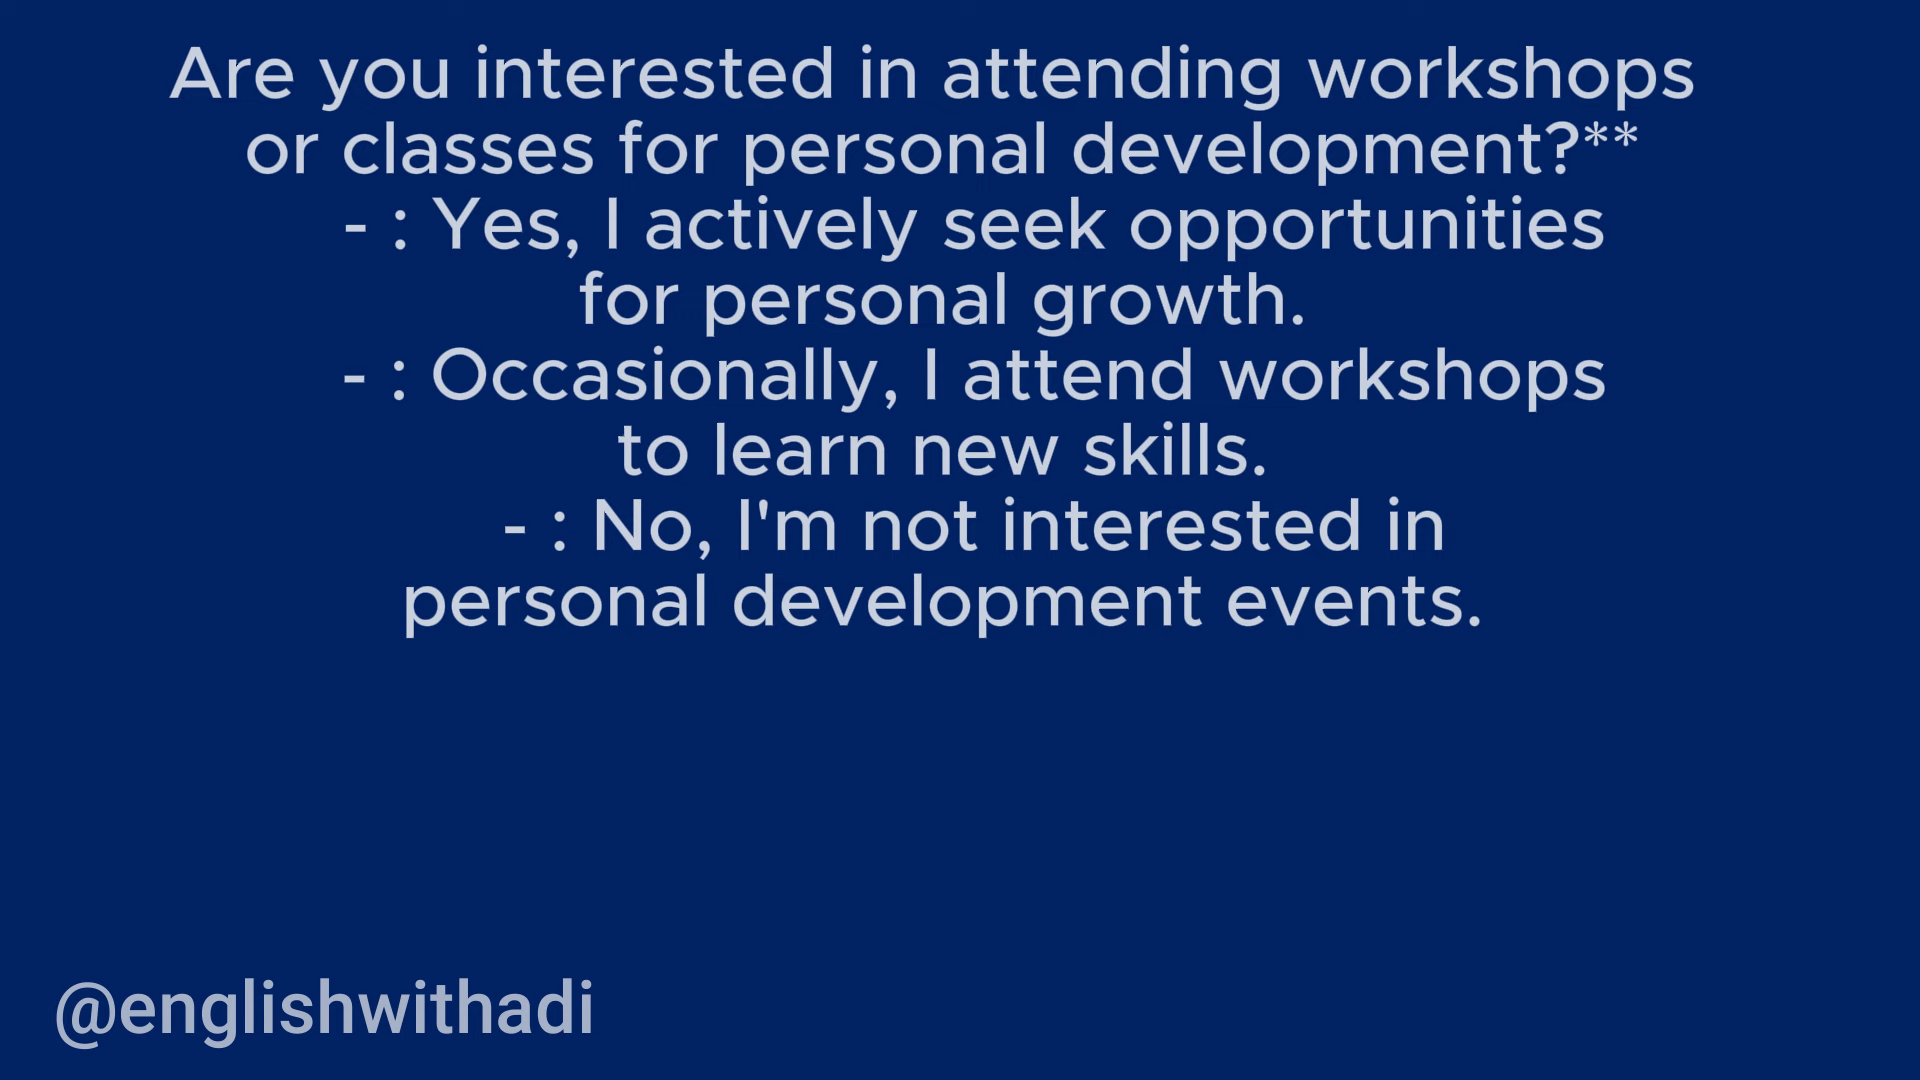 Are you interested in attending workshops
or classes for personal development?**
- : Yes, I actively seek opportunities
for personal growth.
- : Occasionally, I attend workshops
to learn new skills.
- : No, I'm not interested in
personal development events.
@englishwithadi